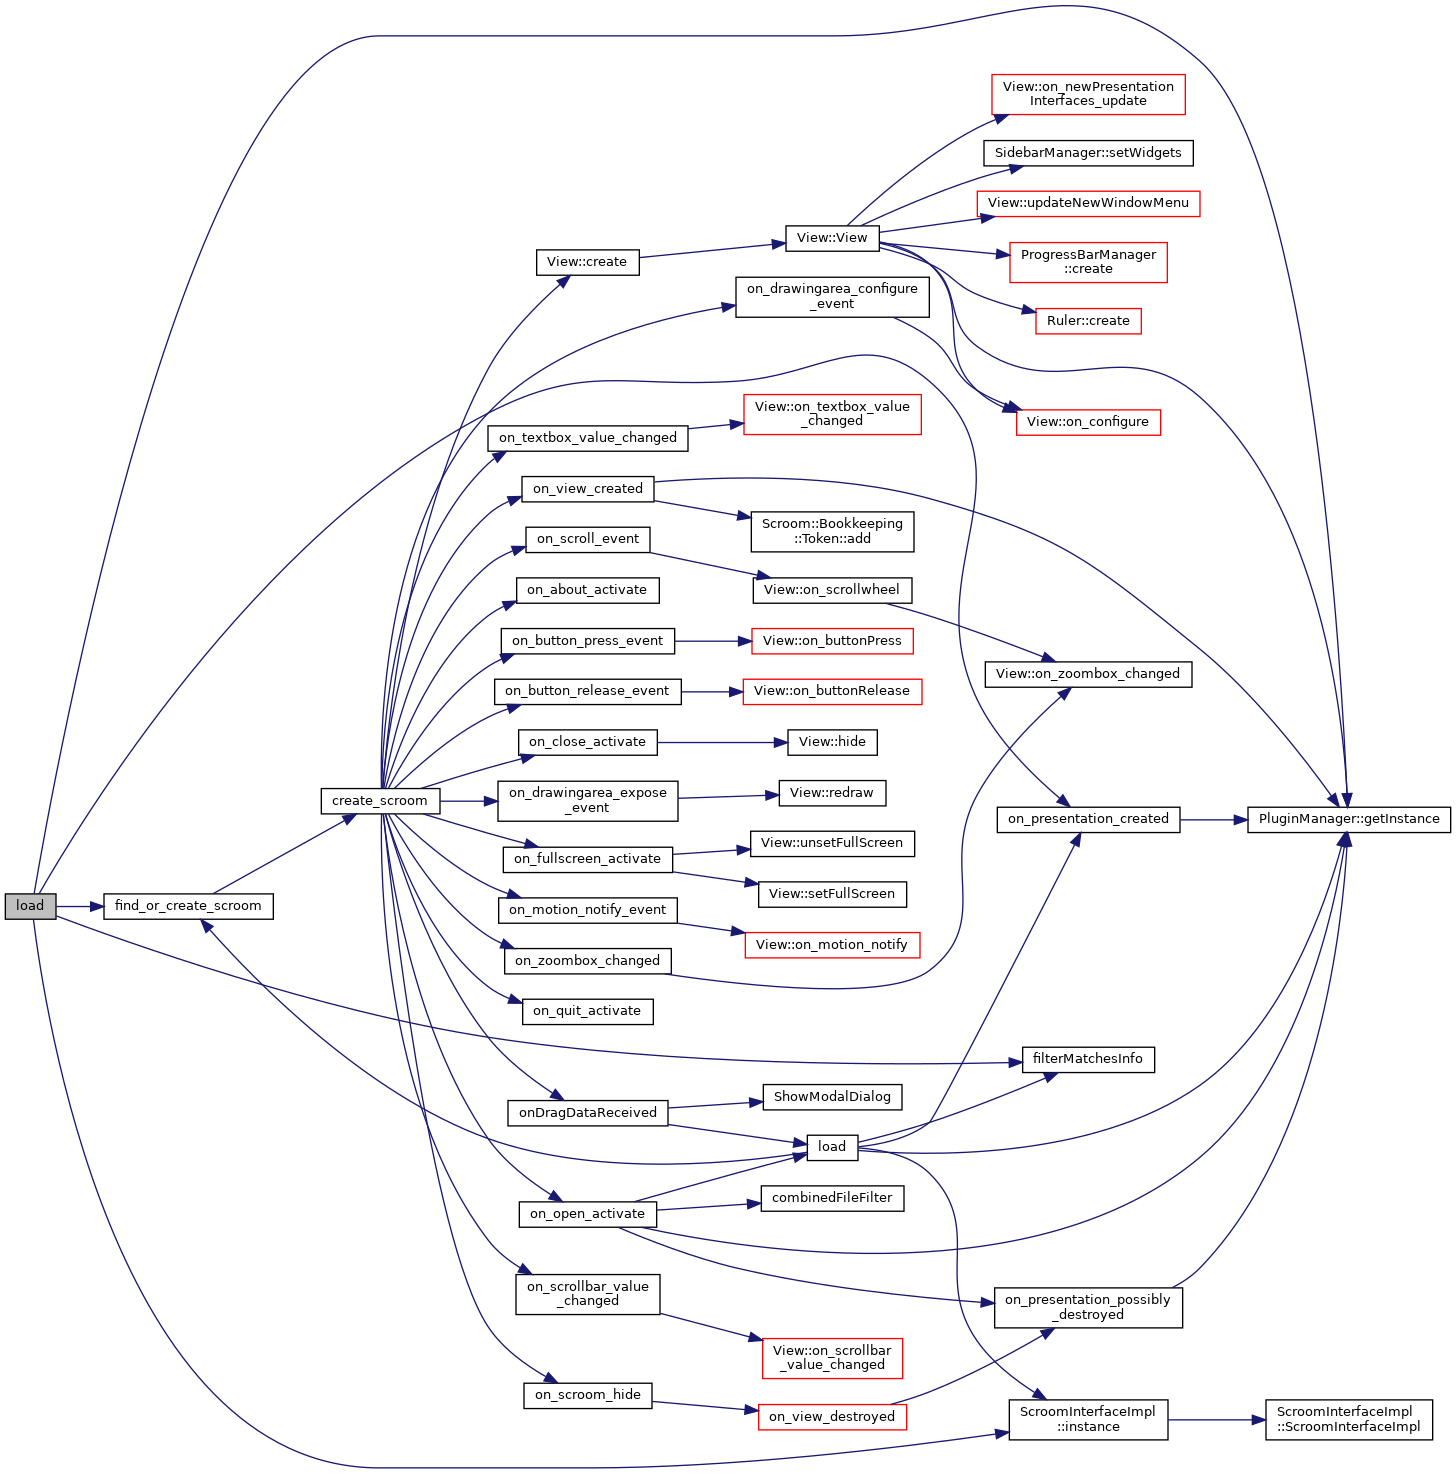 View::on_newPresentation
Interfaces_update
SidebarManager::setWidgets
View::updateNewWindowMenu
View::View
View::create
ProgressBarManager
::create
on_drawingarea_configure
_event
Ruler::create
View::on_textbox_value
_changed
View::on_configure
on_textbox_value_changed
on_view_created
Scroom::Bookkeeping
::Token::add
on_scroll_event
on_about_activate
View::on_scrollwheel
on_button_press_event
View::on_buttonPress
View::on_zoombox_changed
on_button_release_event
View::on_buttonRelease
on_close_activate
View::hide
create_scroom
on_drawingarea_expose
_event
View::redraw
on_presentation_created
PluginManager::getInstance
View::unsetFullScreen
on_fullscreen_activate
View::setFullScreen
load
find_or_create_scroom
on_motion_notify_event
View::on_motion_notify
on_zoombox_changed
on_quit_activate
filterMatchesInfo
ShowModalDialog
onDragDataReceived
load
combinedFileFilter
on_open_activate
on_scrollbar_value
_changed
on_presentation_possibly
_destroyed
View::on_scrollbar
_value_changed
on_scroom_hide
on_view_destroyed
ScroomInterfaceImpl
::instance
ScroomInterfaceImpl
::ScroomInterfaceImpl